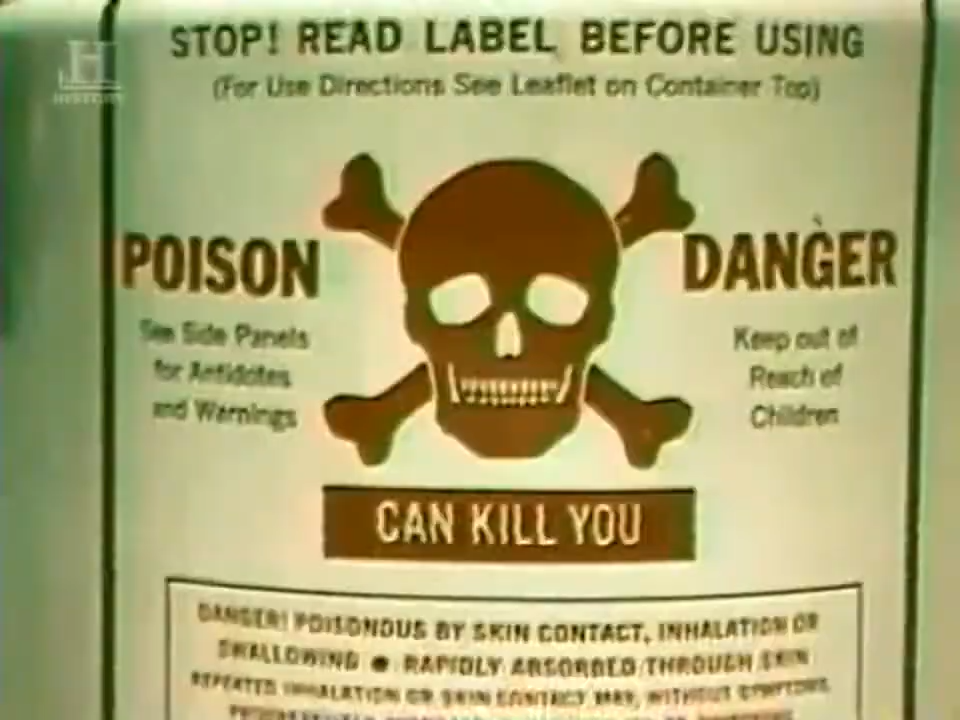 STOP! READ LABEL BEFORE USING
(For Use Directions See Leaflet on Container Top)
H
HISTORY
POISON
DANGER
See Side Panels
for Antidotes
and Warnings
Keep out of
Reach of
Children
CAN KILL YOU
DANGER! POISONOUS BY SKIN CONTACT, INHALATION OR
SWALLOWING ● RAPIDLY ABSORBED THROUGH SKIN
REPEATED INHALATION OR SKIN CONTACT MAY, WITHOUT SYMPTOMS